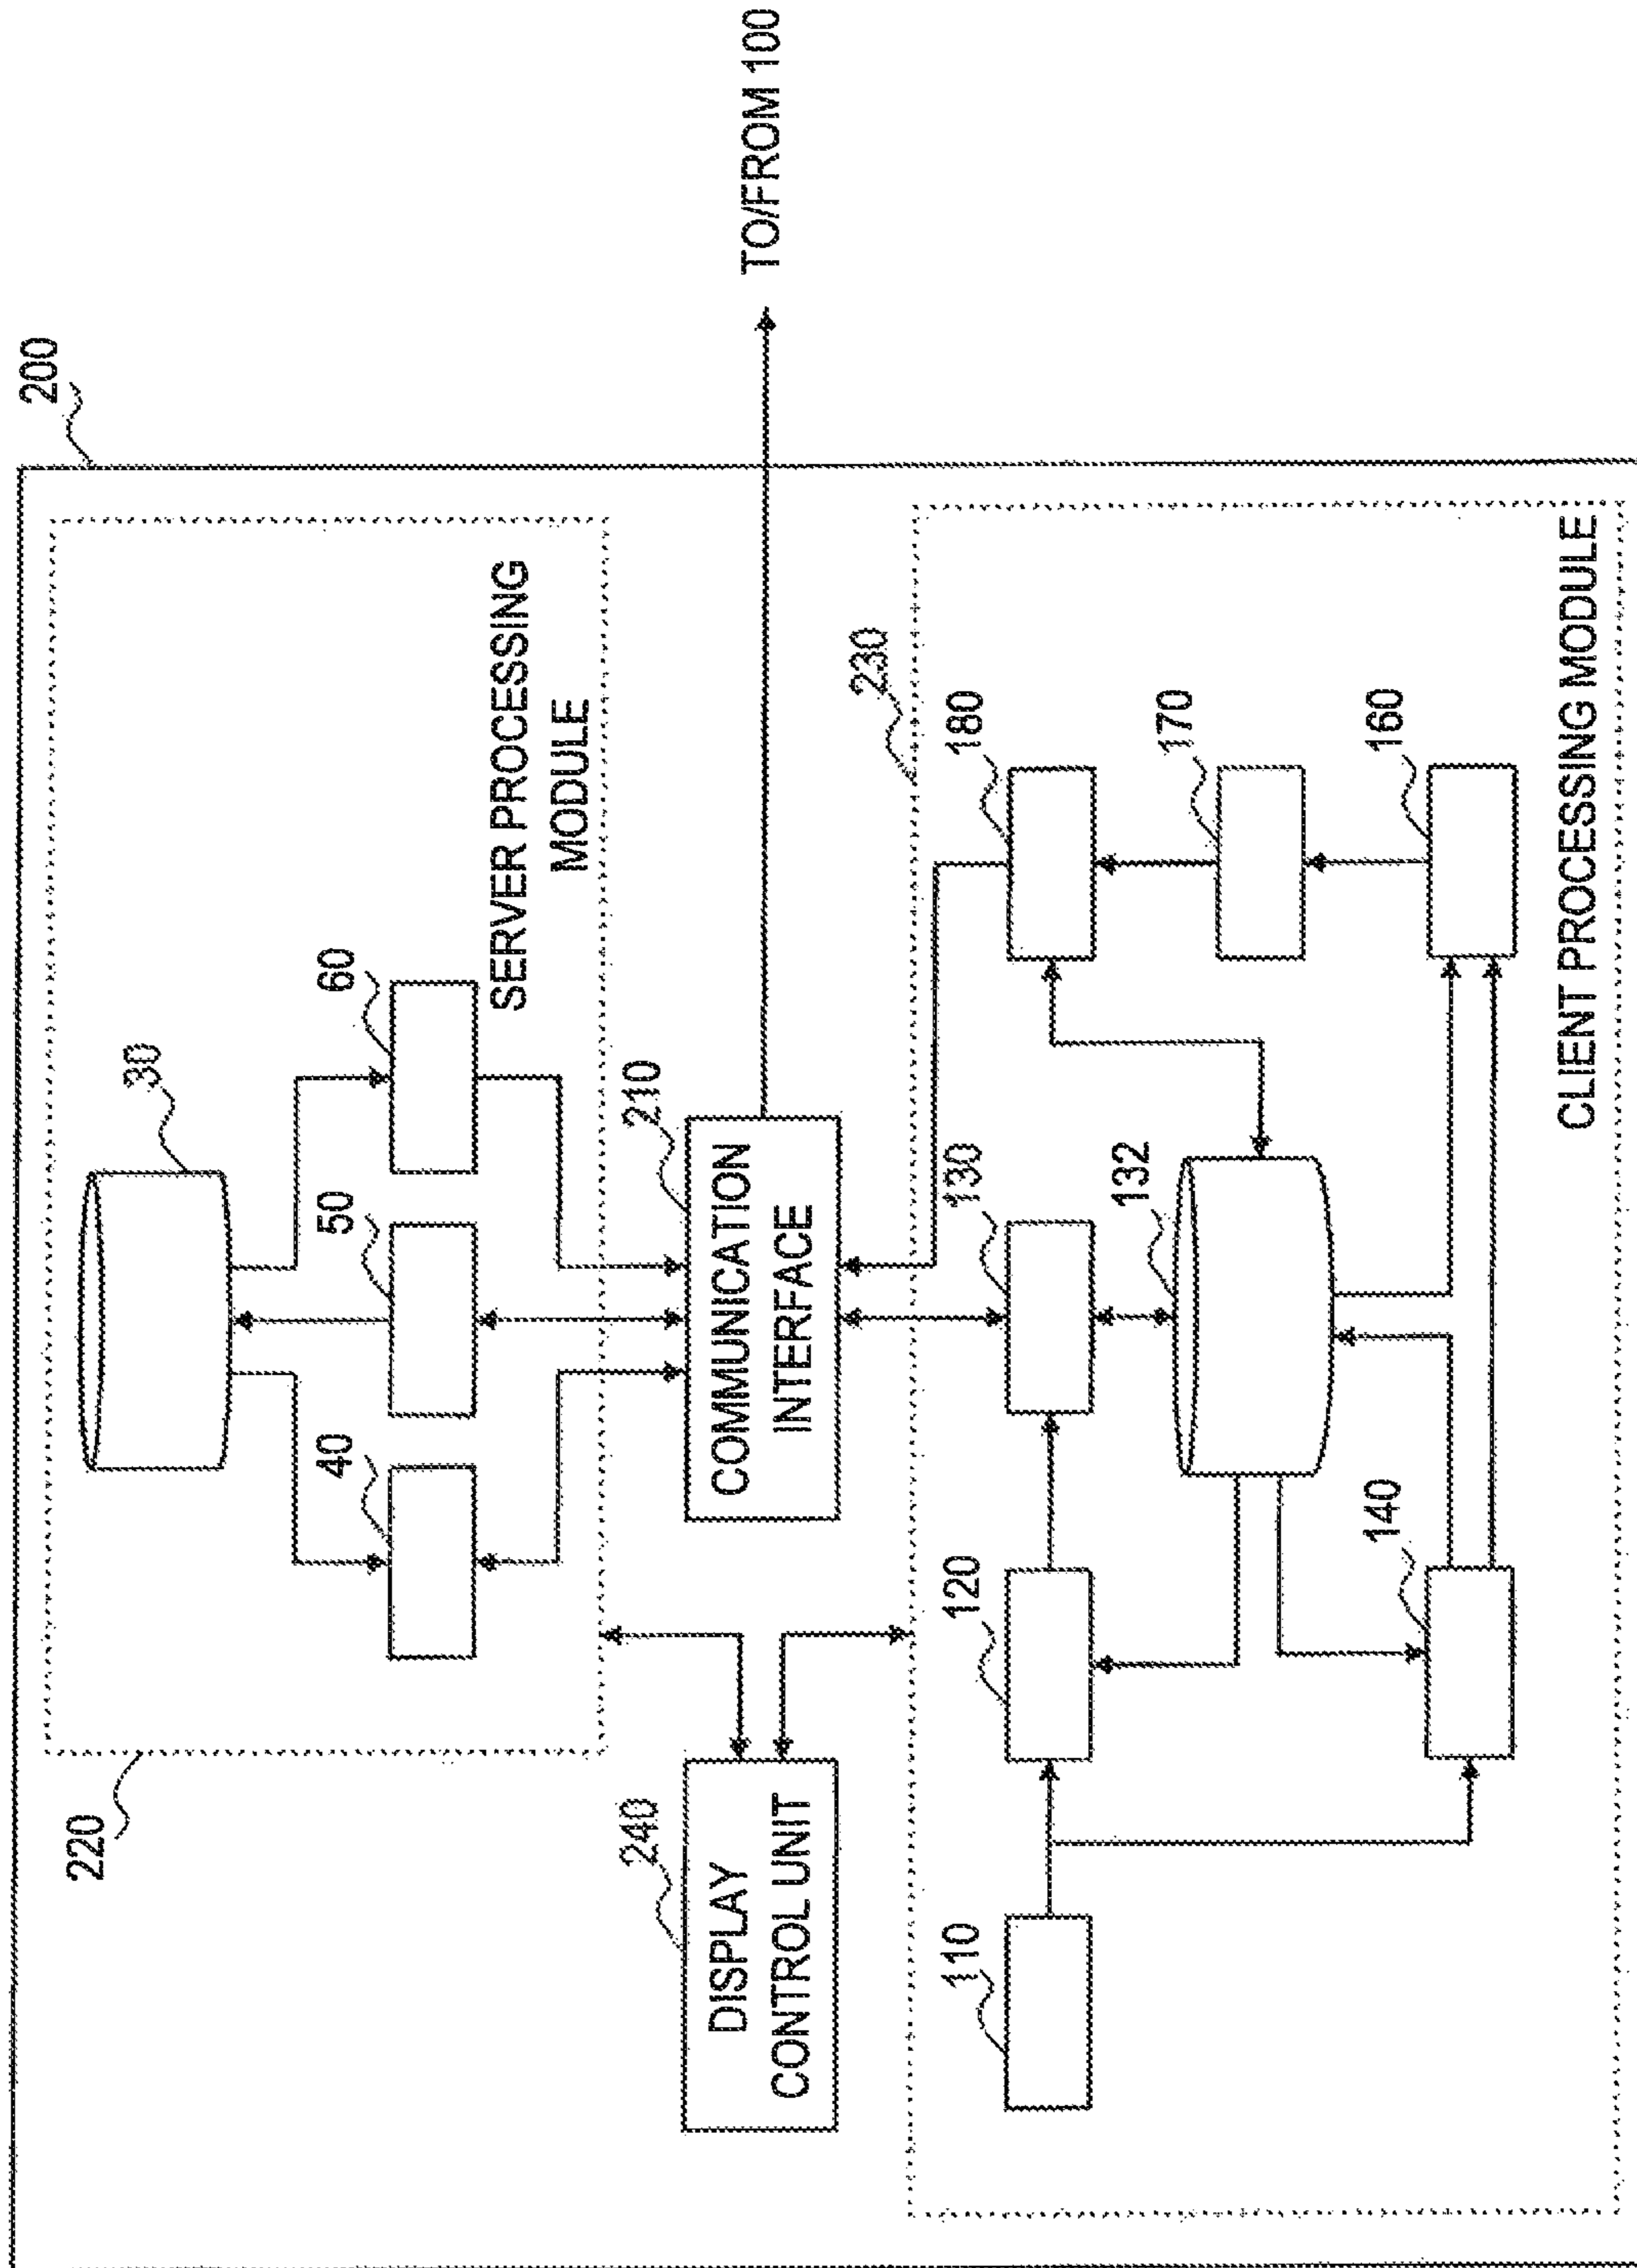 200
220
30
SERVER PROCESSING
MODULE
40
50
60
240
DISPLAY
CONTROL UNIT
210
COMMUNICATION
INTERFACE
TO/FROM 100
230
110
120
130
180
132
170
140
160
CLIENT PROCESSING MODULE